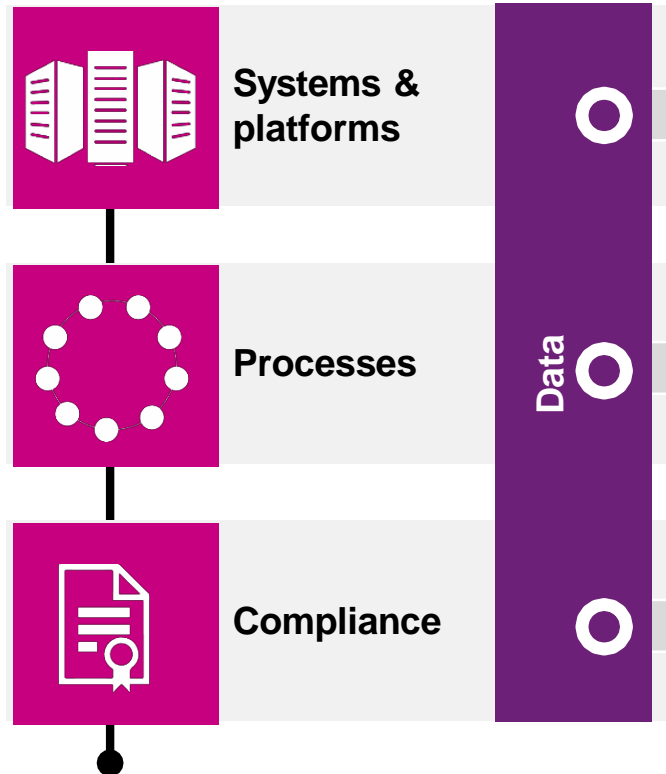 Systems &
platforms
Processes
Data
Compliance